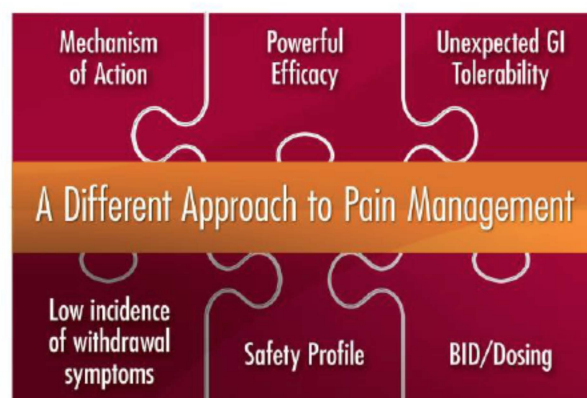 Mechanism
of Action
Powerful
Efficacy
Unexpected GI
Tolerability
A Different Approach to Pain Management
Low incidence
of withdrawal
symptoms
Safety Profile
BID/Dosing